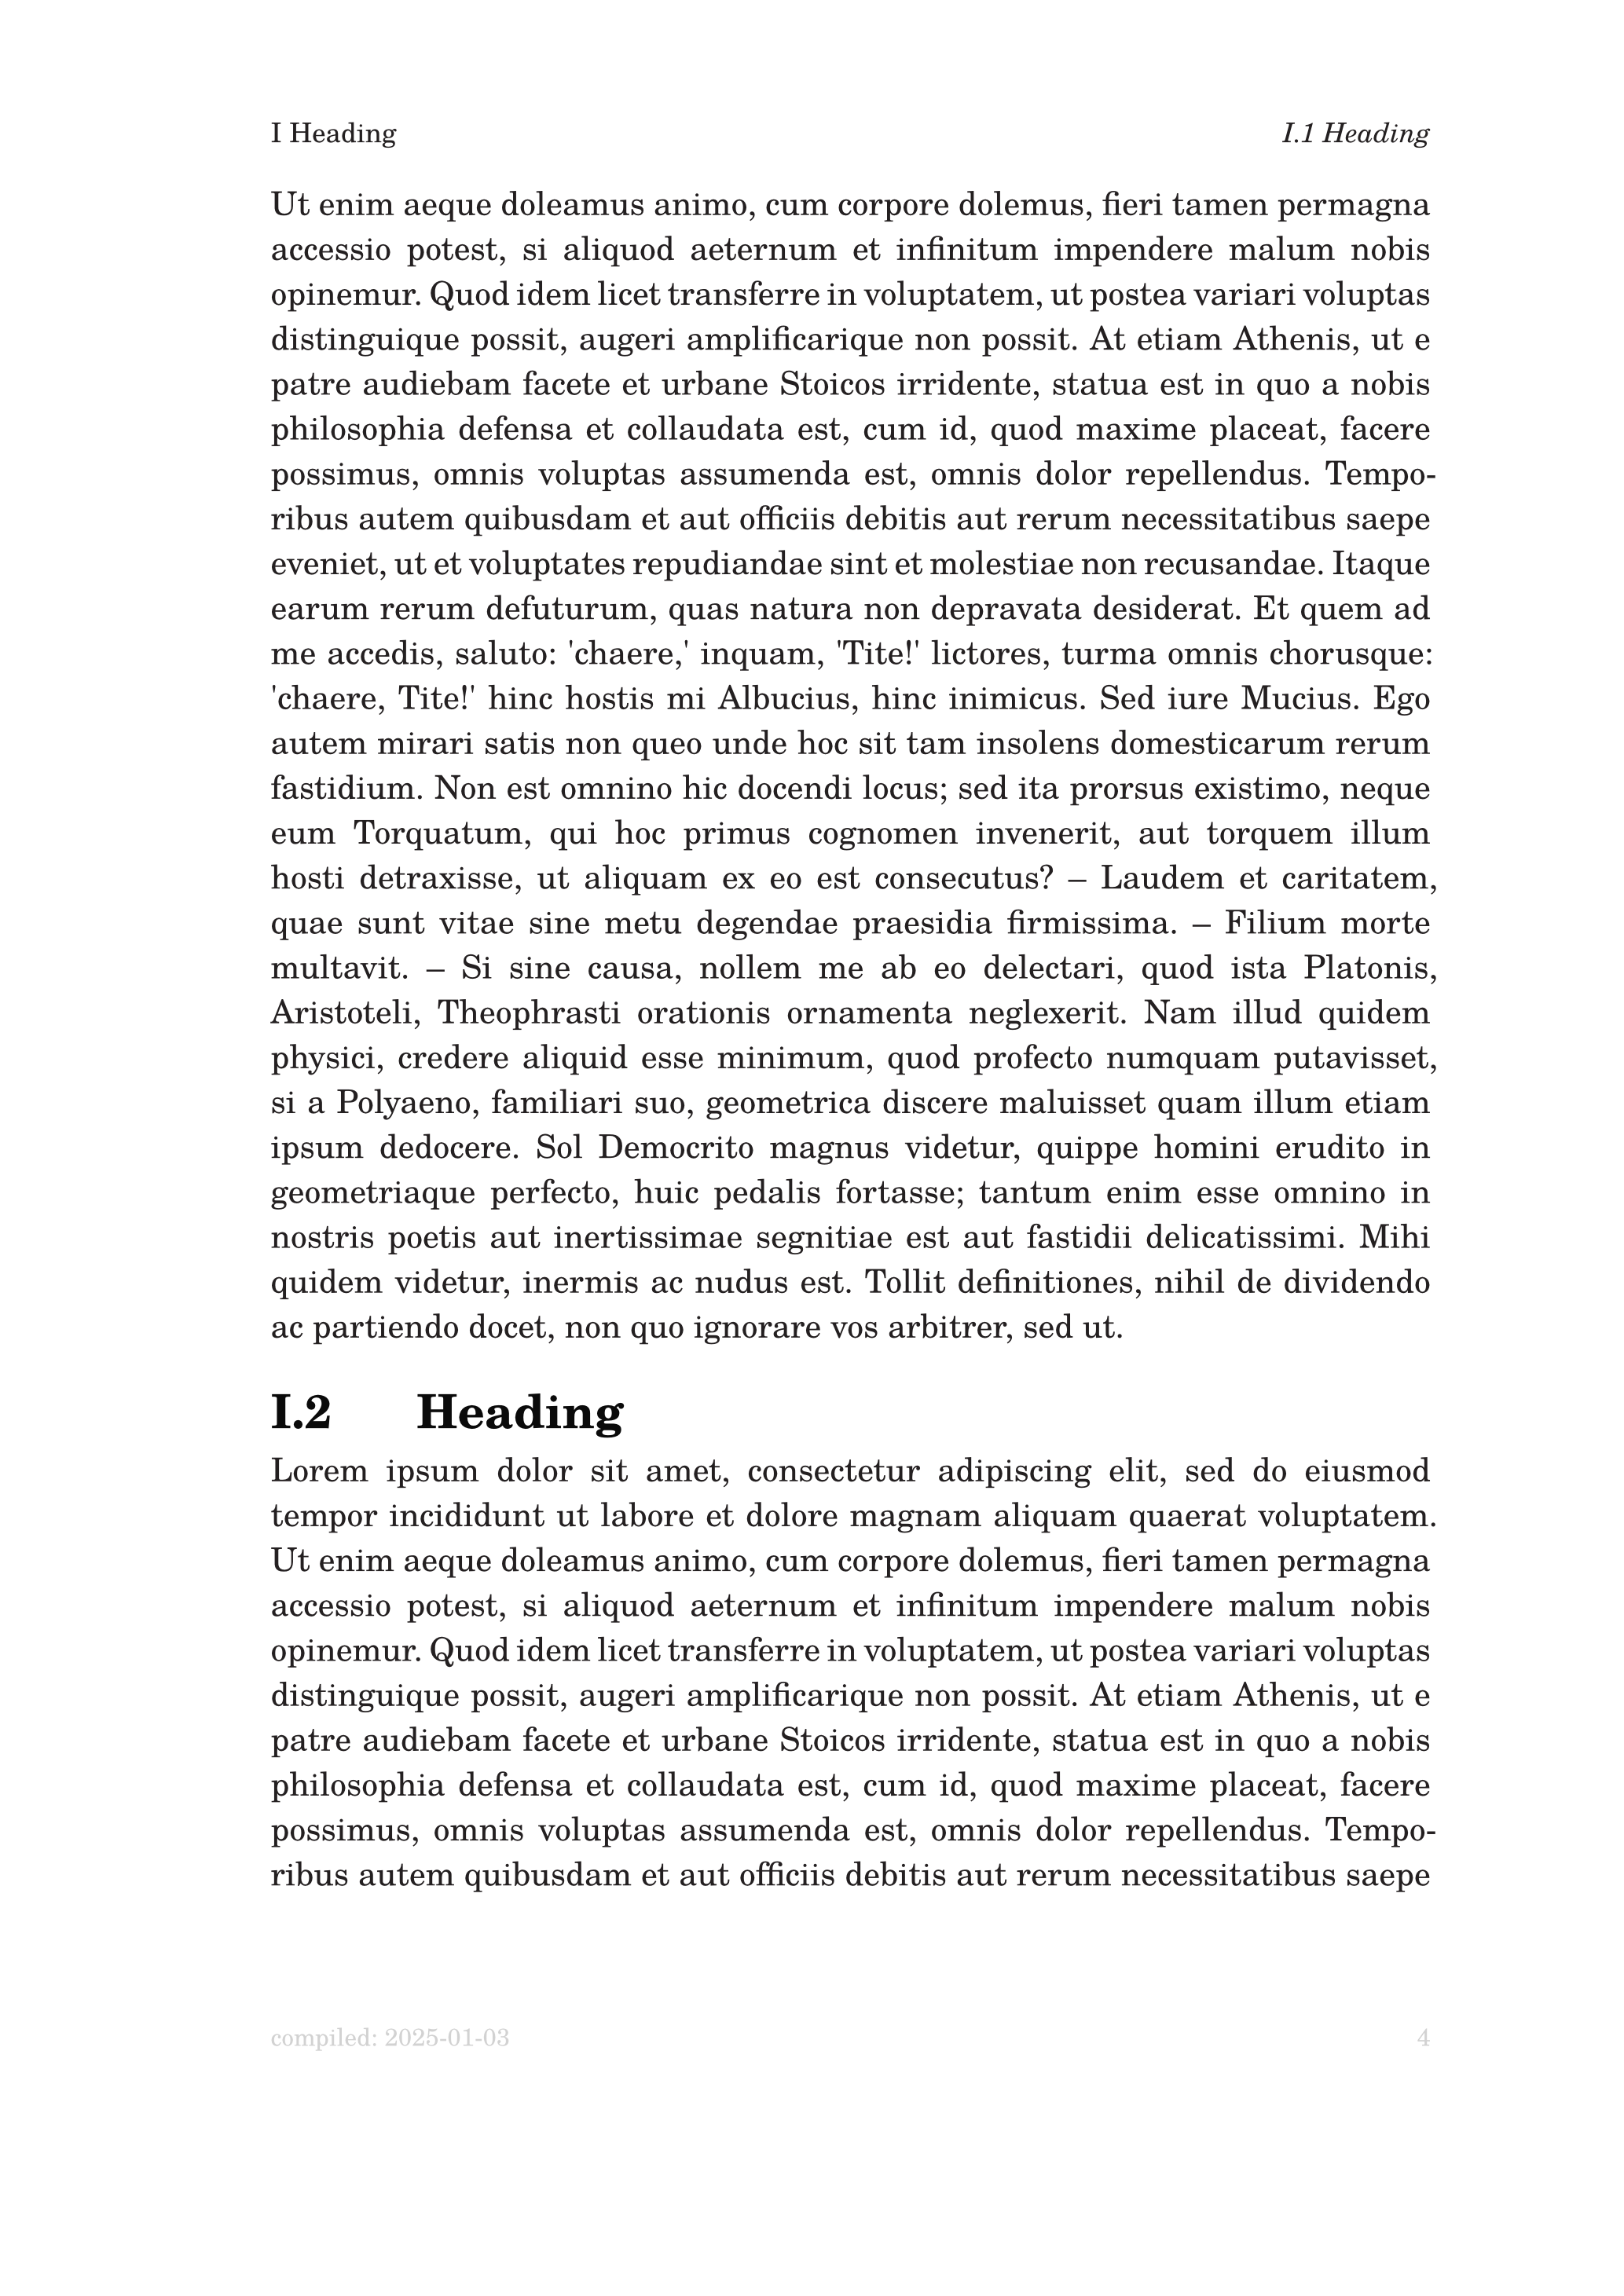 I Heading
I.1 Heading
Ut enim aeque doleamus animo, cum corpore dolemus, fieri tamen permagna
accessio potest, si aliquod aeternum et infinitum impendere malum nobis
opinemur. Quod idem licet transferre in voluptatem, ut postea variari voluptas
distinguique possit, augeri amplificarique non possit. At etiam Athenis, ut e
patre audiebam facete et urbane Stoicos irridente, statua est in quo a nobis
philosophia defensa et collaudata est, cum id, quod maxime placeat, facere
possimus, omnis voluptas assumenda est, omnis dolor repellendus. Tempo-
ribus autem quibusdam et aut officiis debitis aut rerum necessitatibus saepe
eveniet, ut et voluptates repudiandae sint et molestiae non recusandae. Itaque
earum rerum defuturum, quas natura non depravata desiderat. Et quem ad
me accedis, saluto: 'chaere,' inquam, 'Tite!' lictores, turma omnis chorusque:
'chaere, Tite!' hinc hostis mi Albucius, hinc inimicus. Sed iure Mucius. Ego
autem mirari satis non queo unde hoc sit tam insolens domesticarum rerum
fastidium. Non est omnino hic docendi locus; sed ita prorsus existimo, neque
eum Torquatum, qui hoc primus cognomen invenerit, aut torquem illum
hosti detraxisse, ut aliquam ex eo est consecutus? – Laudem et caritatem,
quae sunt vitae sine metu degendae praesidia firmissima. – Filium morte
multavit. – Si sine causa, nollem me ab eo delectari, quod ista Platonis,
Aristoteli, Theophrasti orationis ornamenta neglexerit. Nam illud quidem
physici, credere aliquid esse minimum, quod profecto numquam putavisset,
si a Polyaeno, familiari suo, geometrica discere maluisset quam illum etiam
ipsum dedocere. Sol Democrito magnus videtur, quippe homini erudito in
geometriaque perfecto, huic pedalis fortasse; tantum enim esse omnino in
nostris poetis aut inertissimae segnitiae est aut fastidii delicatissimi. Mihi
quidem videtur, inermis ac nudus est. Tollit definitiones, nihil de dividendo
ac partiendo docet, non quo ignorare vos arbitrer, sed ut.
I.2 Heading
Lorem ipsum dolor sit amet, consectetur adipiscing elit, sed do eiusmod
tempor incididunt ut labore et dolore magnam aliquam quaerat voluptatem.
Ut enim aeque doleamus animo, cum corpore dolemus, fieri tamen permagna
accessio potest, si aliquod aeternum et infinitum impendere malum nobis
opinemur. Quod idem licet transferre in voluptatem, ut postea variari voluptas
distinguique possit, augeri amplificarique non possit. At etiam Athenis, ut e
patre audiebam facete et urbane Stoicos irridente, statua est in quo a nobis
philosophia defensa et collaudata est, cum id, quod maxime placeat, facere
possimus, omnis voluptas assumenda est, omnis dolor repellendus. Tempo-
ribus autem quibusdam et aut officiis debitis aut rerum necessitatibus saepe
compiled: 2025-01-03
4